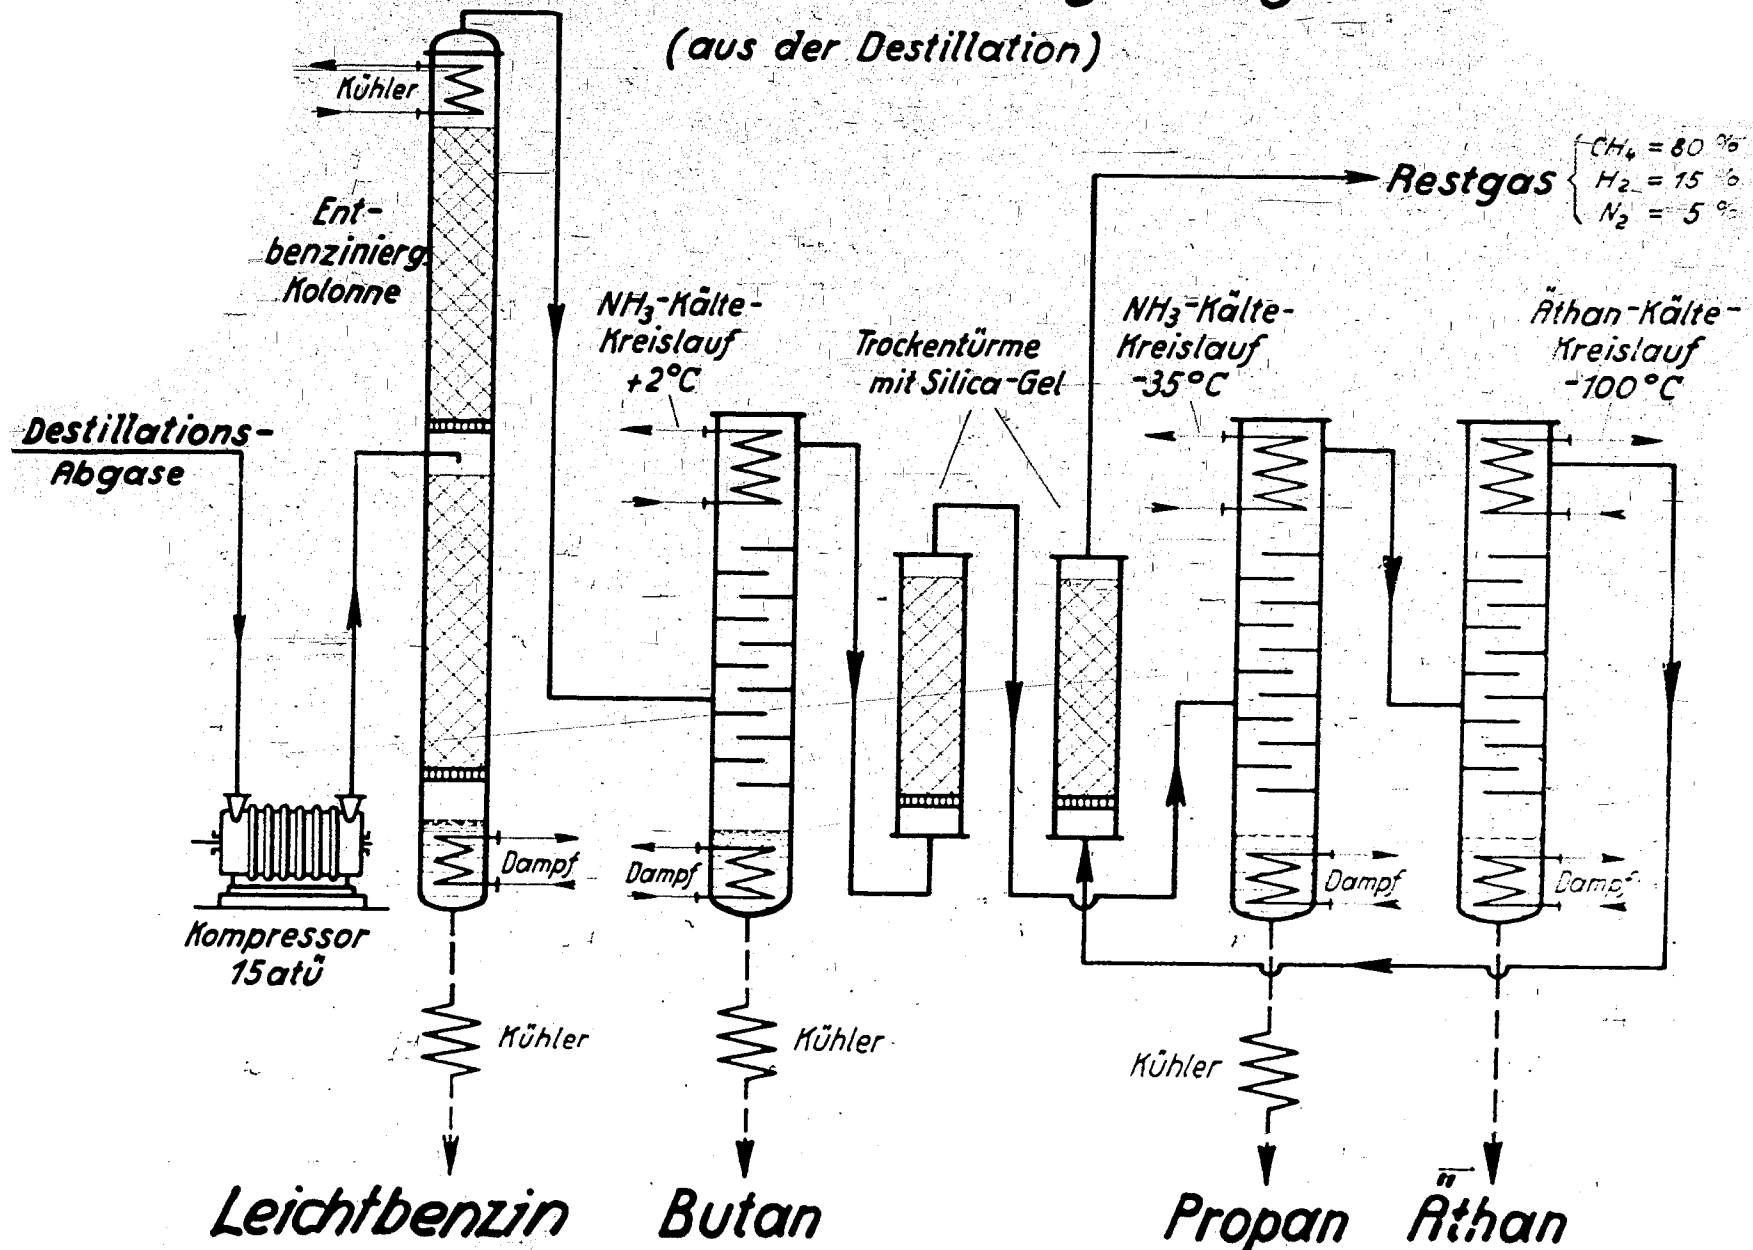 (aus der Destillation)
Kühler
Ent-
benzinierg.
Kolonne
Restgas
CH₄ = 80 %
H₂ = 15 %
N₂ = 5 %
NH₃-Kälte-
Kreislauf
+2°C
Trockentürme
mit Silica-Gel
NH₃-Kälte-
Kreislauf
-35°C
Äthan-Kälte-
Kreislauf
-100°C
Destillations-
Abgase
Dampf
Dampf
Dampf
Dampf
Kompressor
15atü
Kühler
Kühler
Kühler
Leichtbenzin
Butan
Propan
Äthan